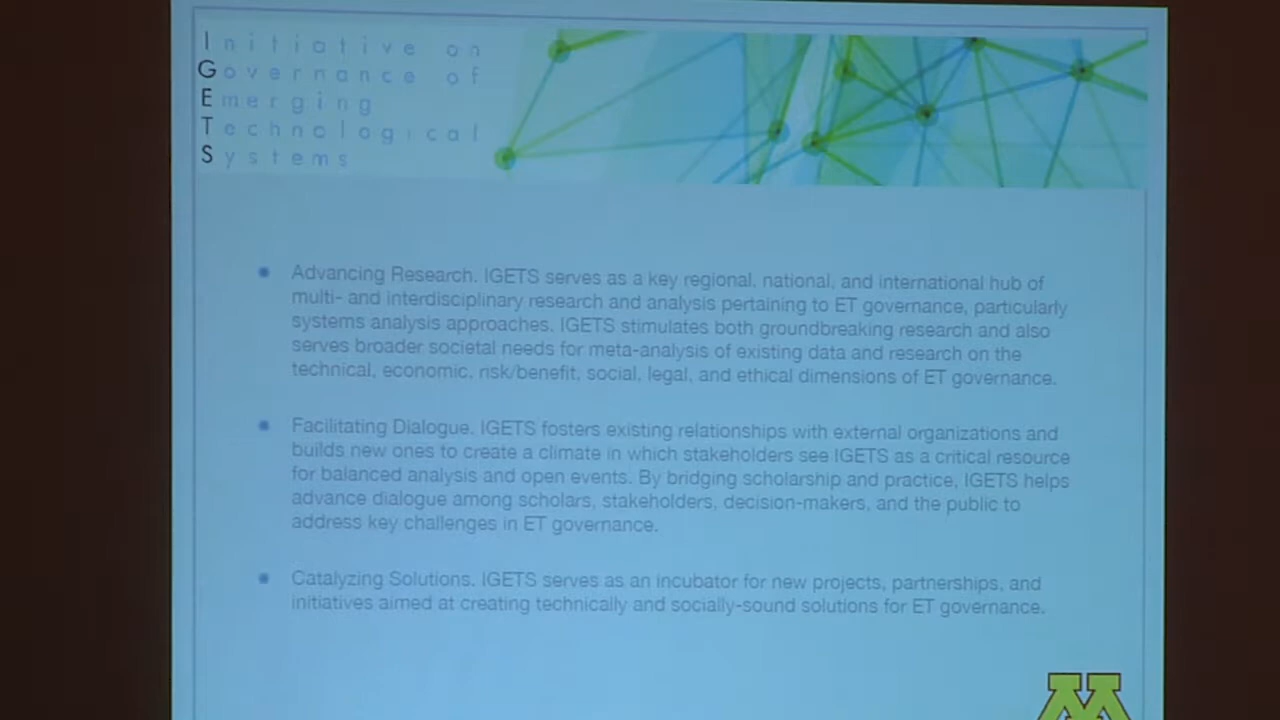 Initiative on
Governance of
Emerging
Technological
Systems
Advancing Research. IGETS serves as a key regional, national, and international hub of
multi- and interdisciplinary research and analysis pertaining to ET governance, particularly
systems analysis approaches. IGETS stimulates both groundbreaking research and also
serves broader societal needs for meta-analysis of existing data and research on the
technical, economic, risk/benefit, social, legal, and ethical dimensions of ET governance.
Facilitating Dialogue. IGETS fosters existing relationships with external organizations and
builds new ones to create a climate in which stakeholders see IGETS as a critical resource
for balanced analysis and open events. By bridging scholarship and practice, IGETS helps
advance dialogue among scholars, stakeholders, decision-makers, and the public to
address key challenges in ET governance.
Catalyzing Solutions. IGETS serves as an incubator for new projects, partnerships, and
initiatives aimed at creating technically and socially-sound solutions for ET governance.
M